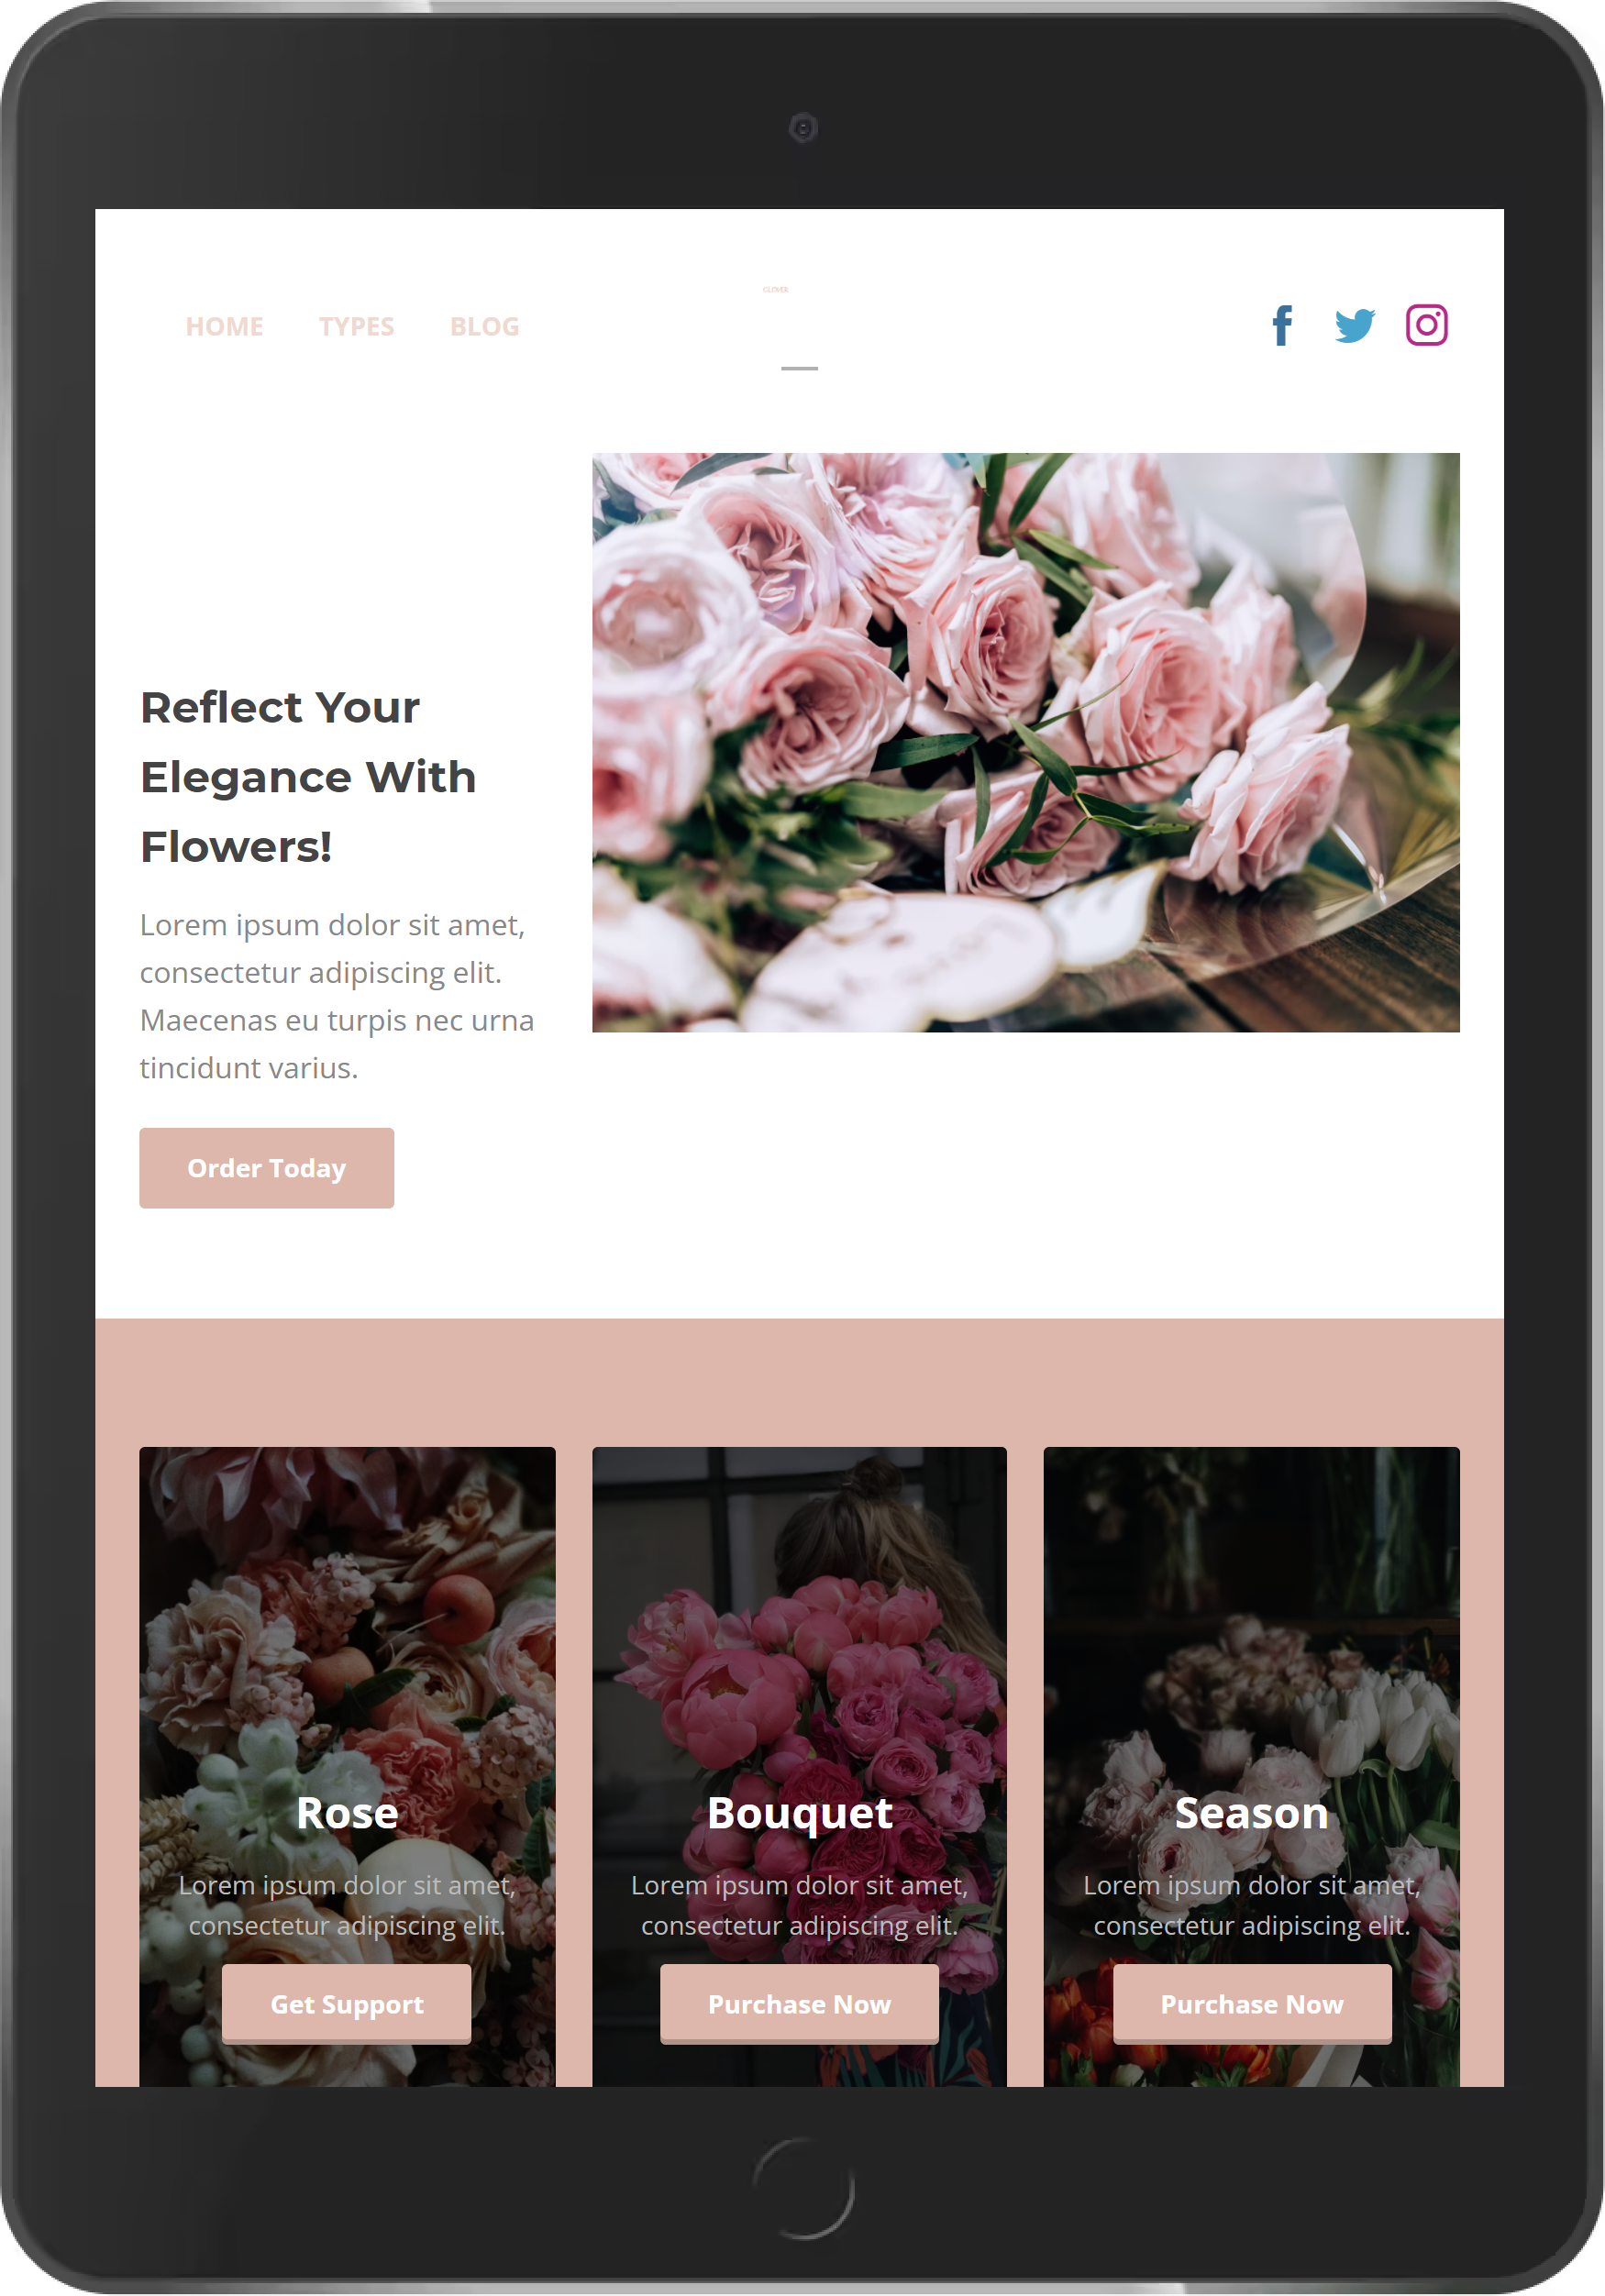 CLOVER
HOME TYPES BLOG
Reflect Your
Elegance With
Flowers!
Lorem ipsum dolor sit amet,
consectetur adipiscing elit.
Maecenas eu turpis nec urna
tincidunt varius.
Order Today
Rose
Lorem ipsum dolor sit amet,
consectetur adipiscing elit.
Get Support
Bouquet
Lorem ipsum dolor sit amet,
consectetur adipiscing elit.
Purchase Now
Season
Lorem ipsum dolor sit amet,
consectetur adipiscing elit.
Purchase Now